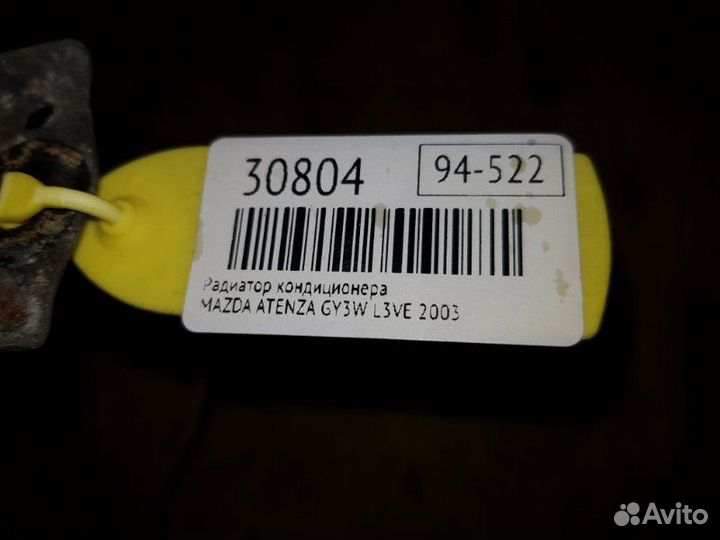 30804
94-522
Радиатор кондиционера
MAZDA ATENZA GY3W L3VE 2003
Avito